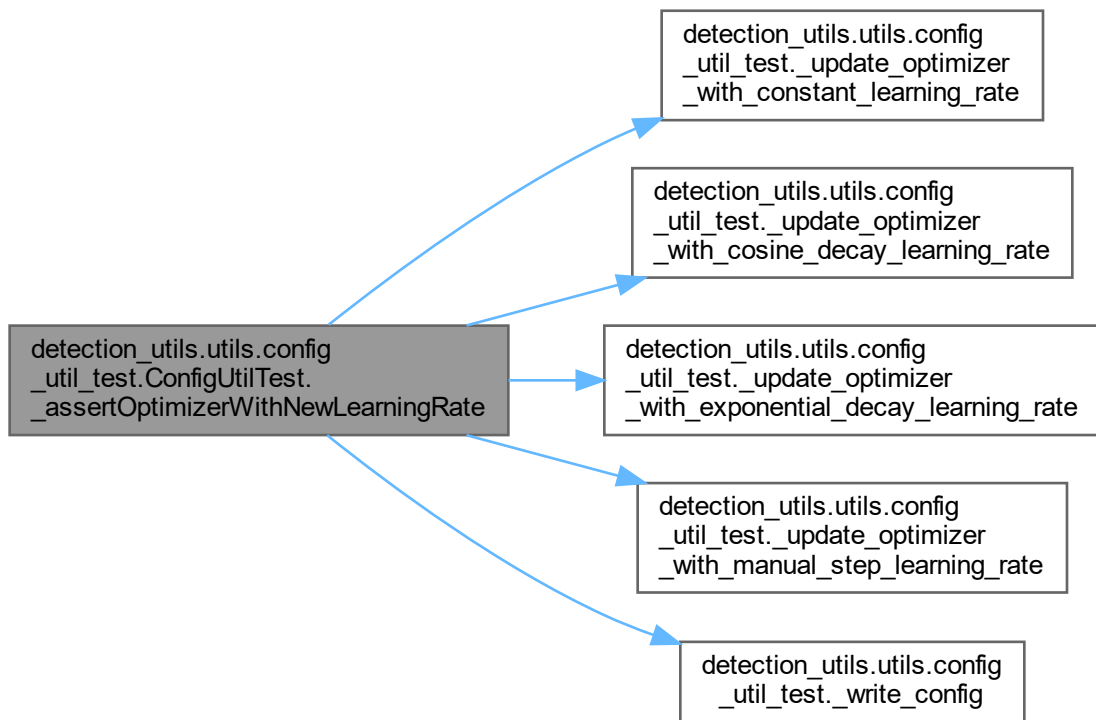 detection_utils.utils.config
_util_test._update_optimizer
_with_constant_learning_rate
detection_utils.utils.config
_util_test._update_optimizer
_with_cosine_decay_learning_rate
detection_utils.utils.config
_util_test.ConfigUtilTest.
_assertOptimizerWithNewLearningRate
detection_utils.utils.config
_util_test._update_optimizer
_with_exponential_decay_learning_rate
detection_utils.utils.config
_util_test._update_optimizer
_with_manual_step_learning_rate
detection_utils.utils.config
_util_test._write_config